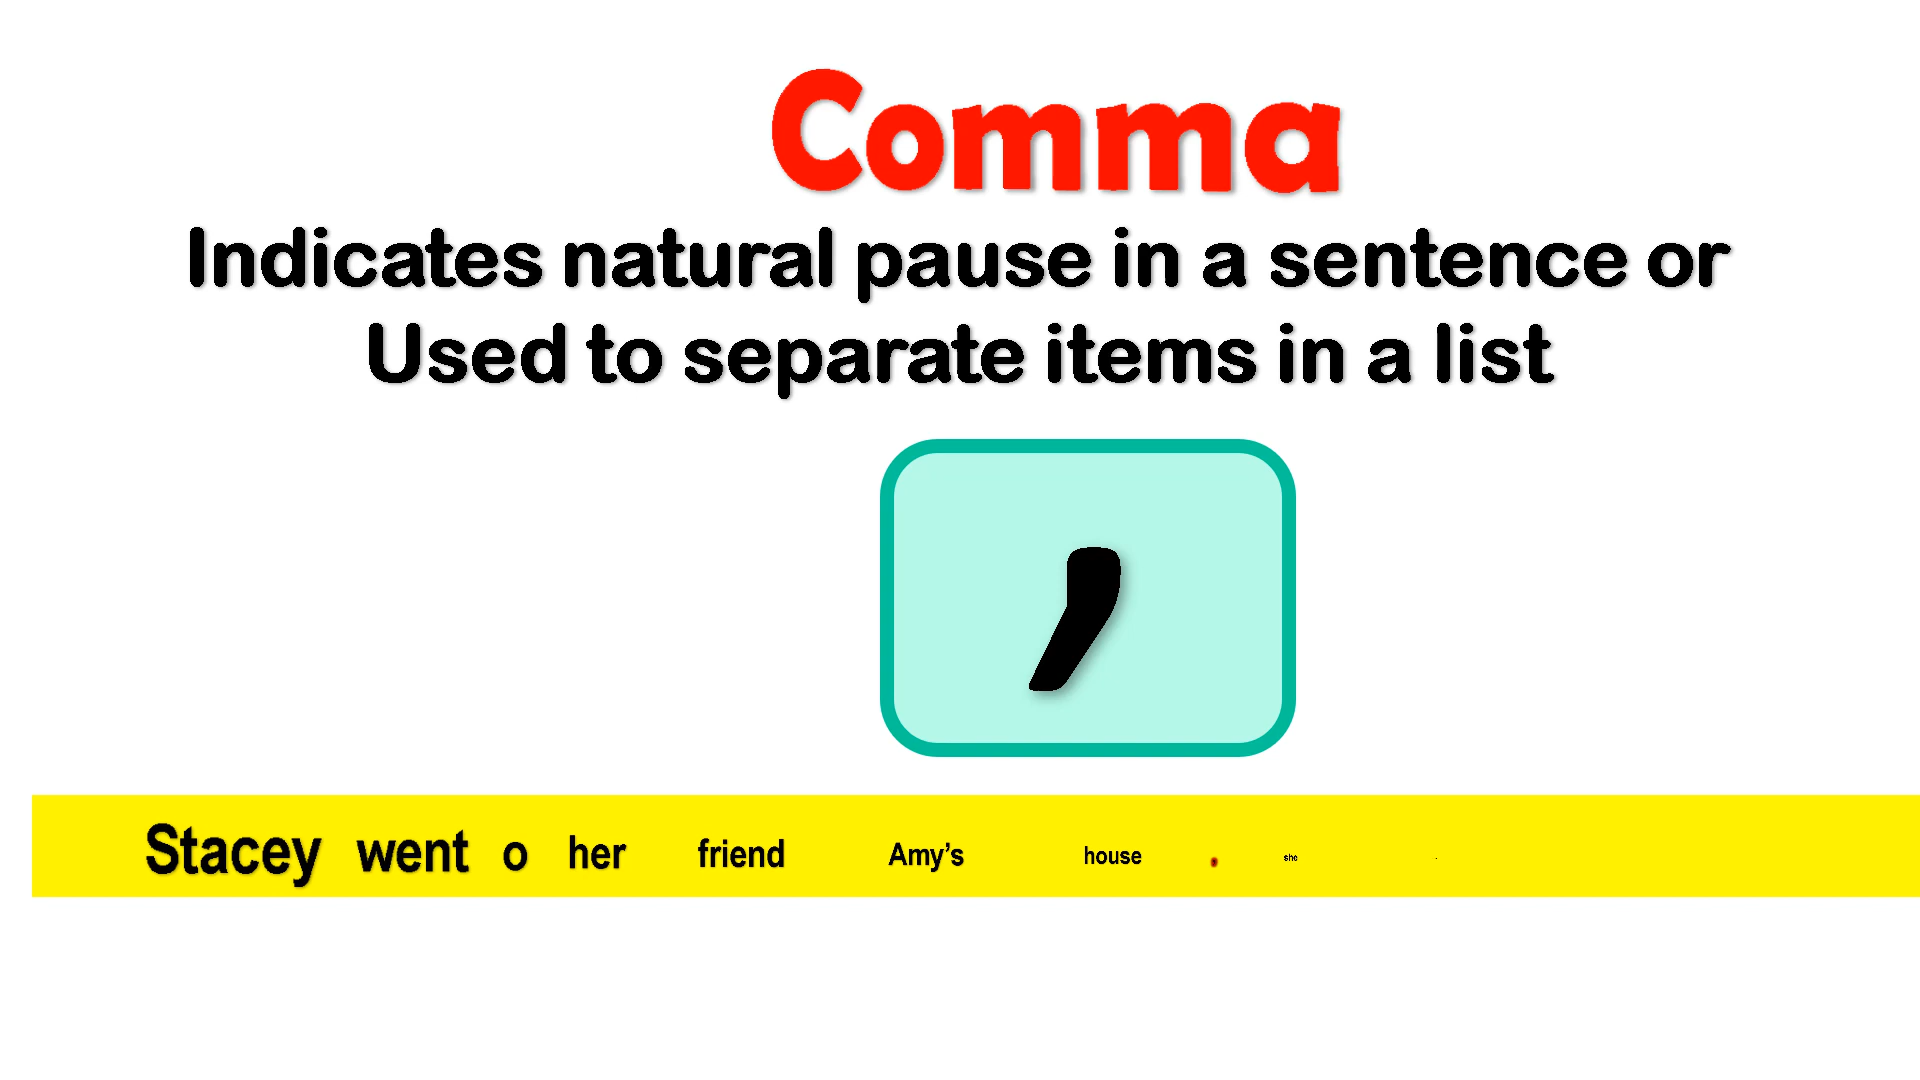 Comma
Indicates natural pause in a sentence or
Used to separate items in a list
,
Stacey went o her friend Amy’s house , she